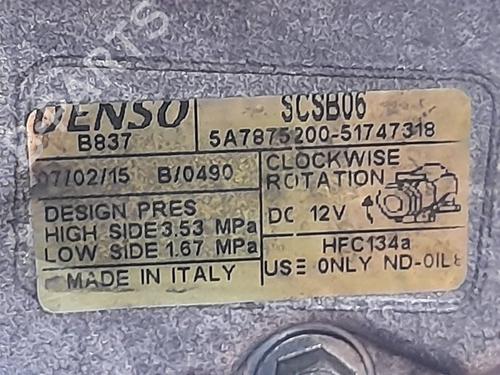 DENSO
SCSB06
B837
5A7875200-51747318
07/02/15 B/0490
CLOCKWISE
ROTATION
DESIGN PRES
HIGH SIDE 3.53 MPa
LOW SIDE 1.67 MPa
DC 12V
MADE IN ITALY
HFC134a
USE ONLY ND-OIL8